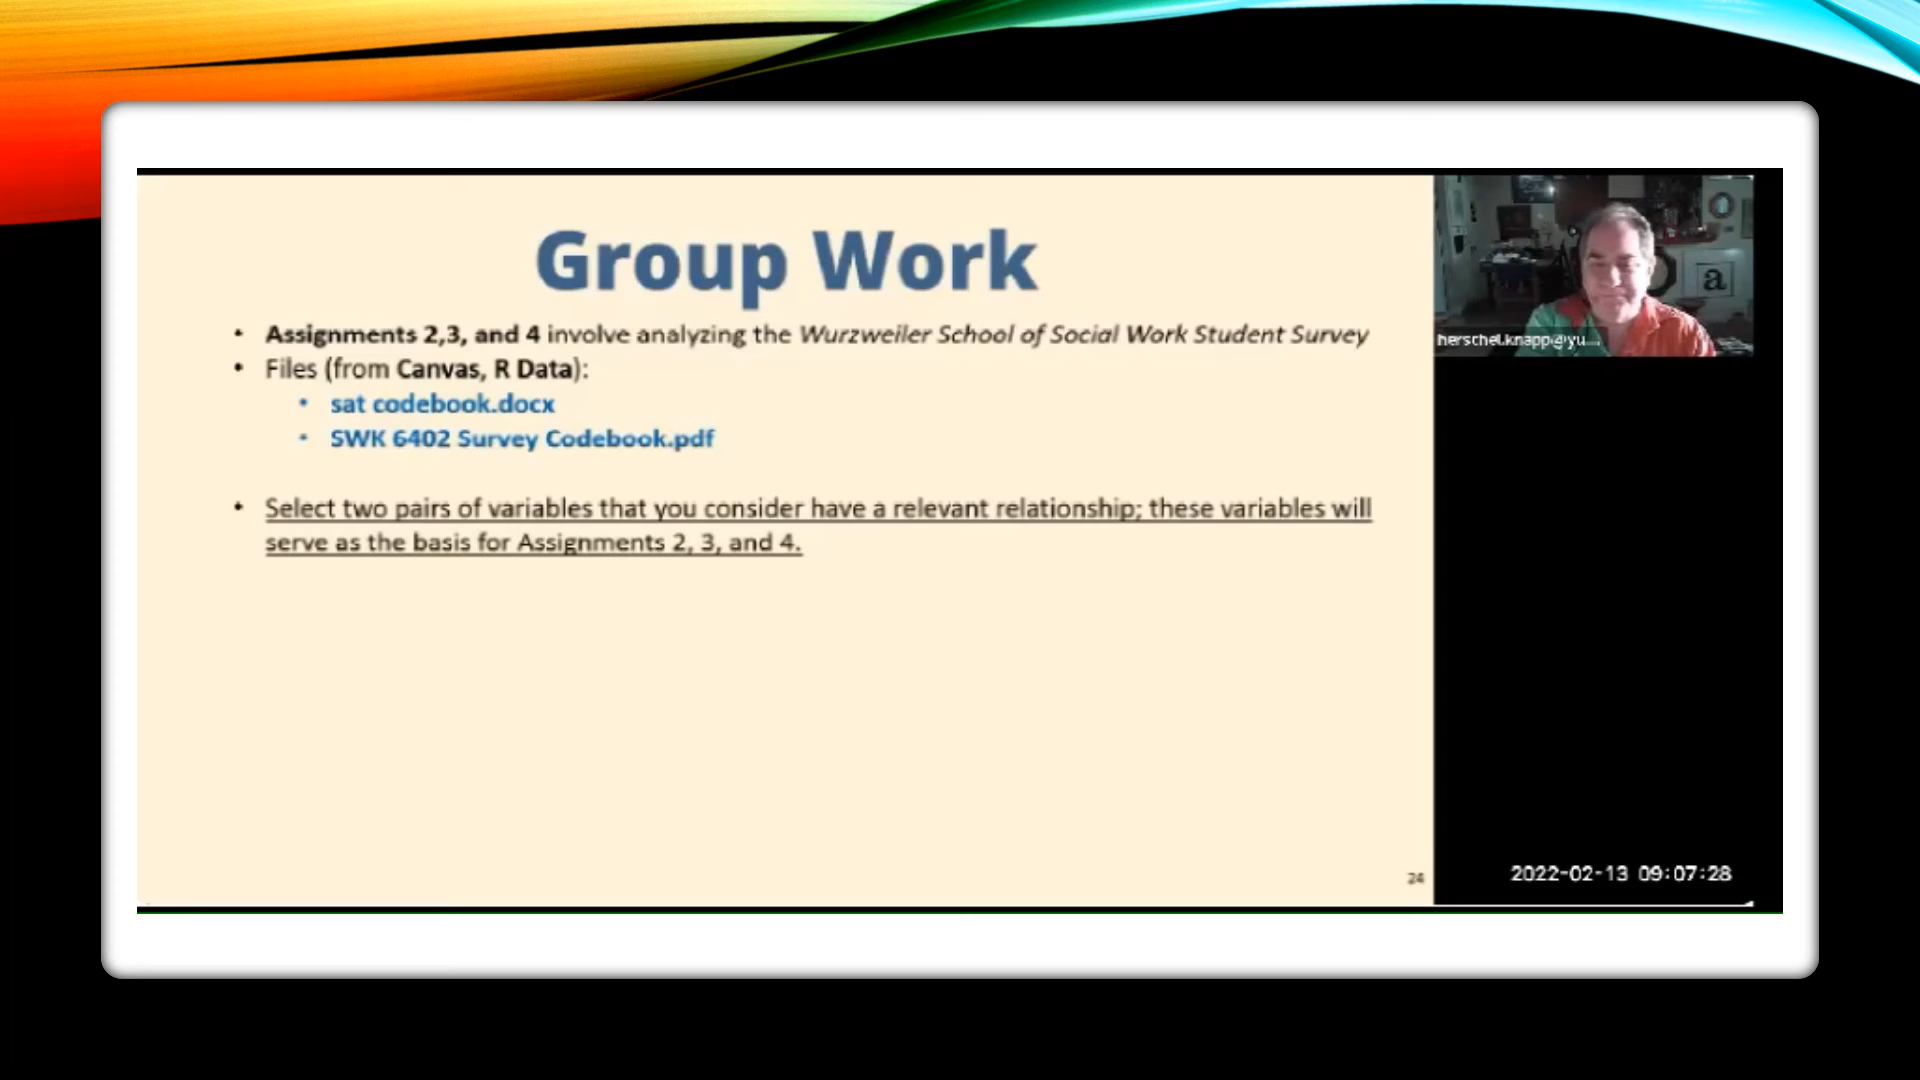 Group Work
• Assignments 2,3, and 4 involve analyzing the Wurzweiler School of Social Work Student Survey
• Files (from Canvas, R Data):
• sat codebook.docx
• SWK 6402 Survey Codebook.pdf
• Select two pairs of variables that you consider have a relevant relationship; these variables will
serve as the basis for Assignments 2, 3, and 4.
24
a
herschel.knapp@yu...
2022-02-13 09:07:28